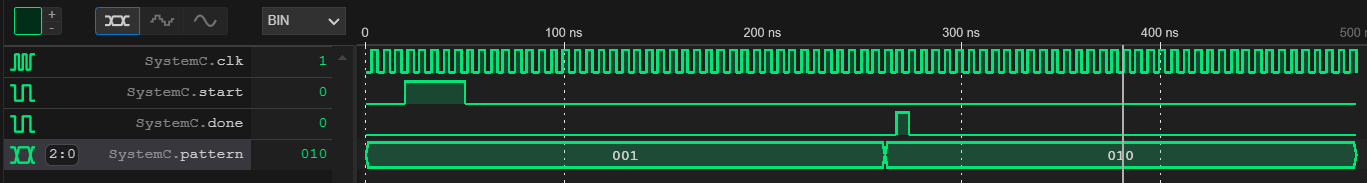 +
-
BIN
0 100 ns 200 ns 300 ns 400 ns 500 ns
SystemC.clk 1
SystemC.start 0
SystemC.done 0
2:0 SystemC.pattern 010 001 010